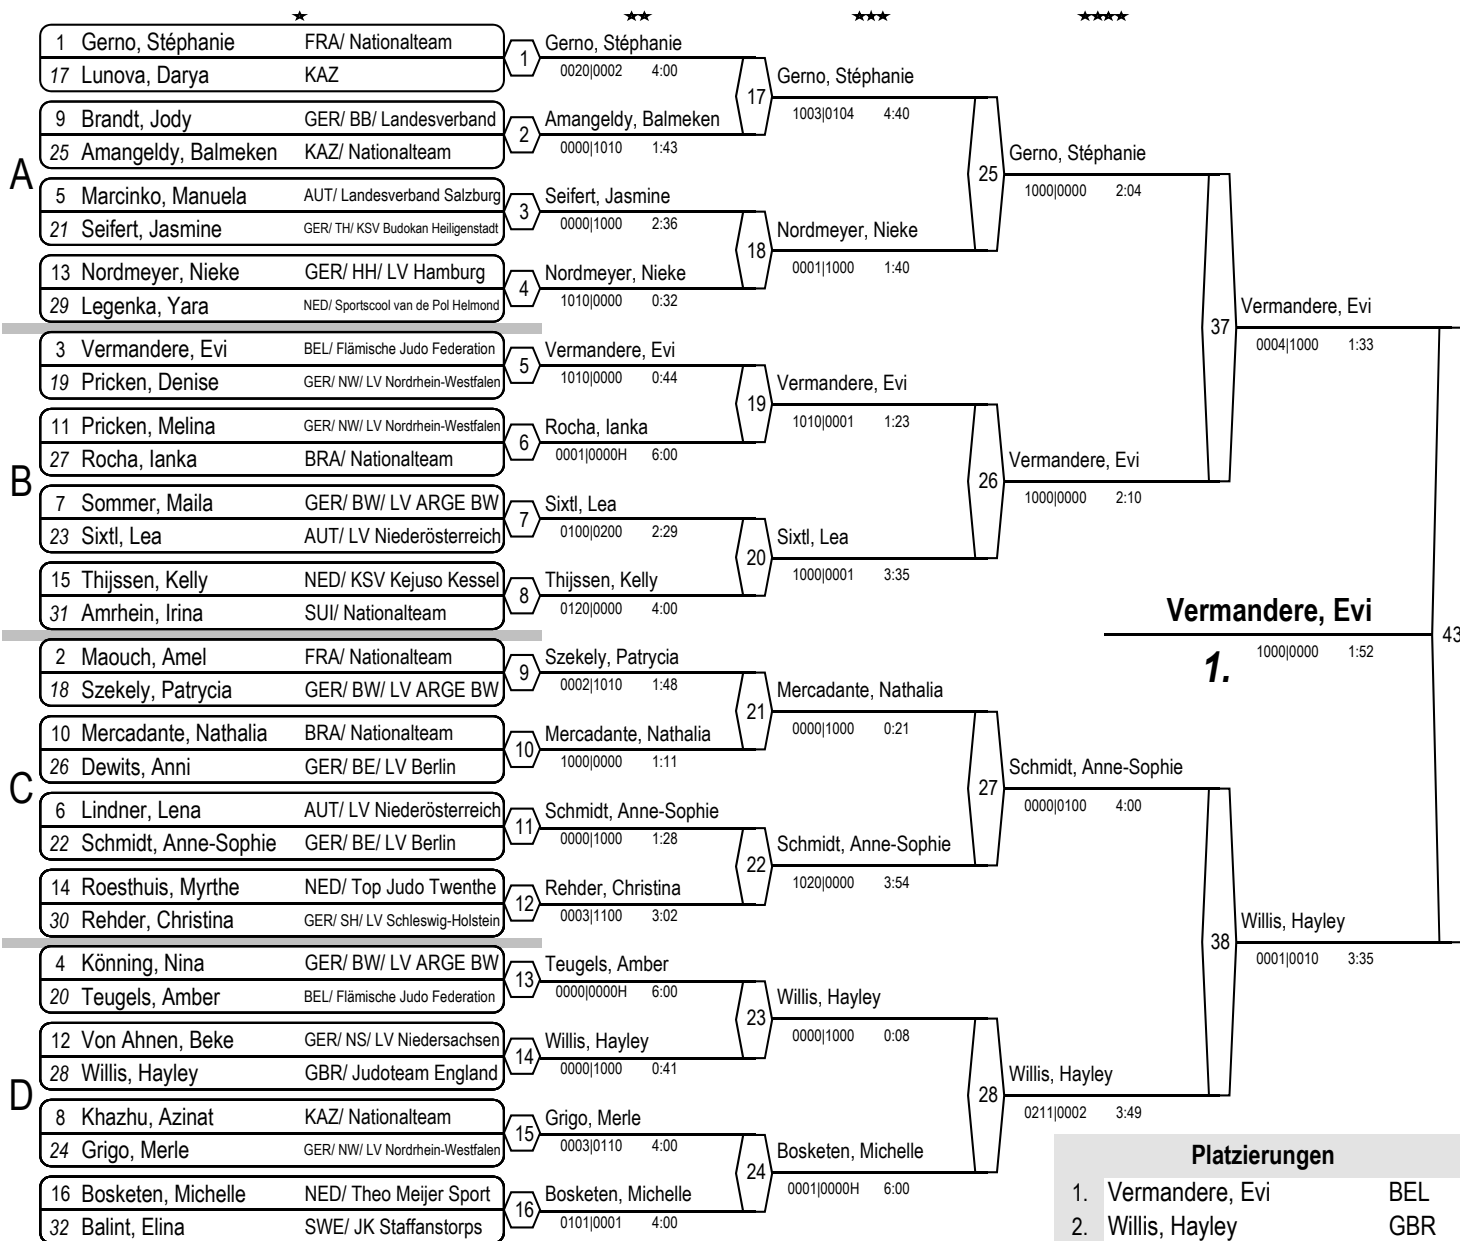 A
1 Gerno, Stéphanie FRA/ Nationalteam
17 Lunova, Darya KAZ
9 Brandt, Jody GER/ BB/ Landesverband
25 Amangeldy, Balmeken KAZ/ Nationalteam
5 Marcinko, Manuela AUT/ Landesverband Salzburg
21 Seifert, Jasmine GER/ TH/ KSV Budokan Heiligenstadt
13 Nordmeyer, Nieke GER/ HH/ LV Hamburg
29 Legenka, Yara NED/ Sportscool van de Pol Helmond
B
3 Vermandere, Evi BEL/ Flämische Judo Federation
19 Pricken, Denise GER/ NW/ LV Nordrhein-Westfalen
11 Pricken, Melina GER/ NW/ LV Nordrhein-Westfalen
27 Rocha, Ianka BRA/ Nationalteam
7 Sommer, Maila GER/ BW/ LV ARGE BW
23 Sixtl, Lea AUT/ LV Niederösterreich
15 Thijssen, Kelly NED/ KSV Kejuso Kessel
31 Amrhein, Irina SUI/ Nationalteam
C
2 Maouch, Amel FRA/ Nationalteam
18 Szekely, Patrycia GER/ BW/ LV ARGE BW
10 Mercadante, Nathalia BRA/ Nationalteam
26 Dewits, Anni GER/ BE/ LV Berlin
6 Lindner, Lena AUT/ LV Niederösterreich
22 Schmidt, Anne-Sophie GER/ BE/ LV Berlin
14 Roesthuis, Myrthe NED/ Top Judo Twenthe
30 Rehder, Christina GER/ SH/ LV Schleswig-Holstein
D
4 Könning, Nina GER/ BW/ LV ARGE BW
20 Teugels, Amber BEL/ Flämische Judo Federation
12 Von Ahnen, Beke GER/ NS/ LV Niedersachsen
28 Willis, Hayley GBR/ Judoteam England
8 Khazhu, Azinat KAZ/ Nationalteam
24 Grigo, Merle GER/ NW/ LV Nordrhein-Westfalen
16 Bosketen, Michelle NED/ Theo Meijer Sport
32 Balint, Elina SWE/ JK Staffanstorps
1 Gerno, Stéphanie
0020|0002 4:00
2 Amangeldy, Balmeken
0000|1010 1:43
3 Seifert, Jasmine
0000|1000 2:36
4 Nordmeyer, Nieke
1010|0000 0:32
5 Vermandere, Evi
1010|0000 0:44
6 Rocha, Ianka
0001|0000H 6:00
7 Sixtl, Lea
0100|0200 2:29
8 Thijssen, Kelly
0120|0000 4:00
9 Szekely, Patrycia
0002|1010 1:48
10 Mercadante, Nathalia
1000|0000 1:11
11 Schmidt, Anne-Sophie
0000|1000 1:28
12 Rehder, Christina
0003|1100 3:02
13 Teugels, Amber
0000|0000H 6:00
14 Willis, Hayley
0000|1000 0:41
15 Grigo, Merle
0003|0110 4:00
16 Bosketen, Michelle
0101|0001 4:00
17 Gerno, Stéphanie
1003|0104 4:40
18 Nordmeyer, Nieke
0001|1000 1:40
19 Vermandere, Evi
1010|0001 1:23
20 Sixtl, Lea
1000|0001 3:35
21 Mercadante, Nathalia
0000|1000 0:21
22 Schmidt, Anne-Sophie
1020|0000 3:54
23 Willis, Hayley
0000|1000 0:08
24 Bosketen, Michelle
0001|0000H 6:00
25 Gerno, Stéphanie
1000|0000 2:04
26 Vermandere, Evi
1000|0000 2:10
27 Schmidt, Anne-Sophie
0000|0100 4:00
28 Willis, Hayley
0211|0002 3:49
37 Vermandere, Evi
0004|1000 1:33
38 Willis, Hayley
0001|0010 3:35
Vermandere, Evi 43
1. 1000|0000 1:52
Platzierungen
1. Vermandere, Evi BEL
2. Willis, Hayley GBR